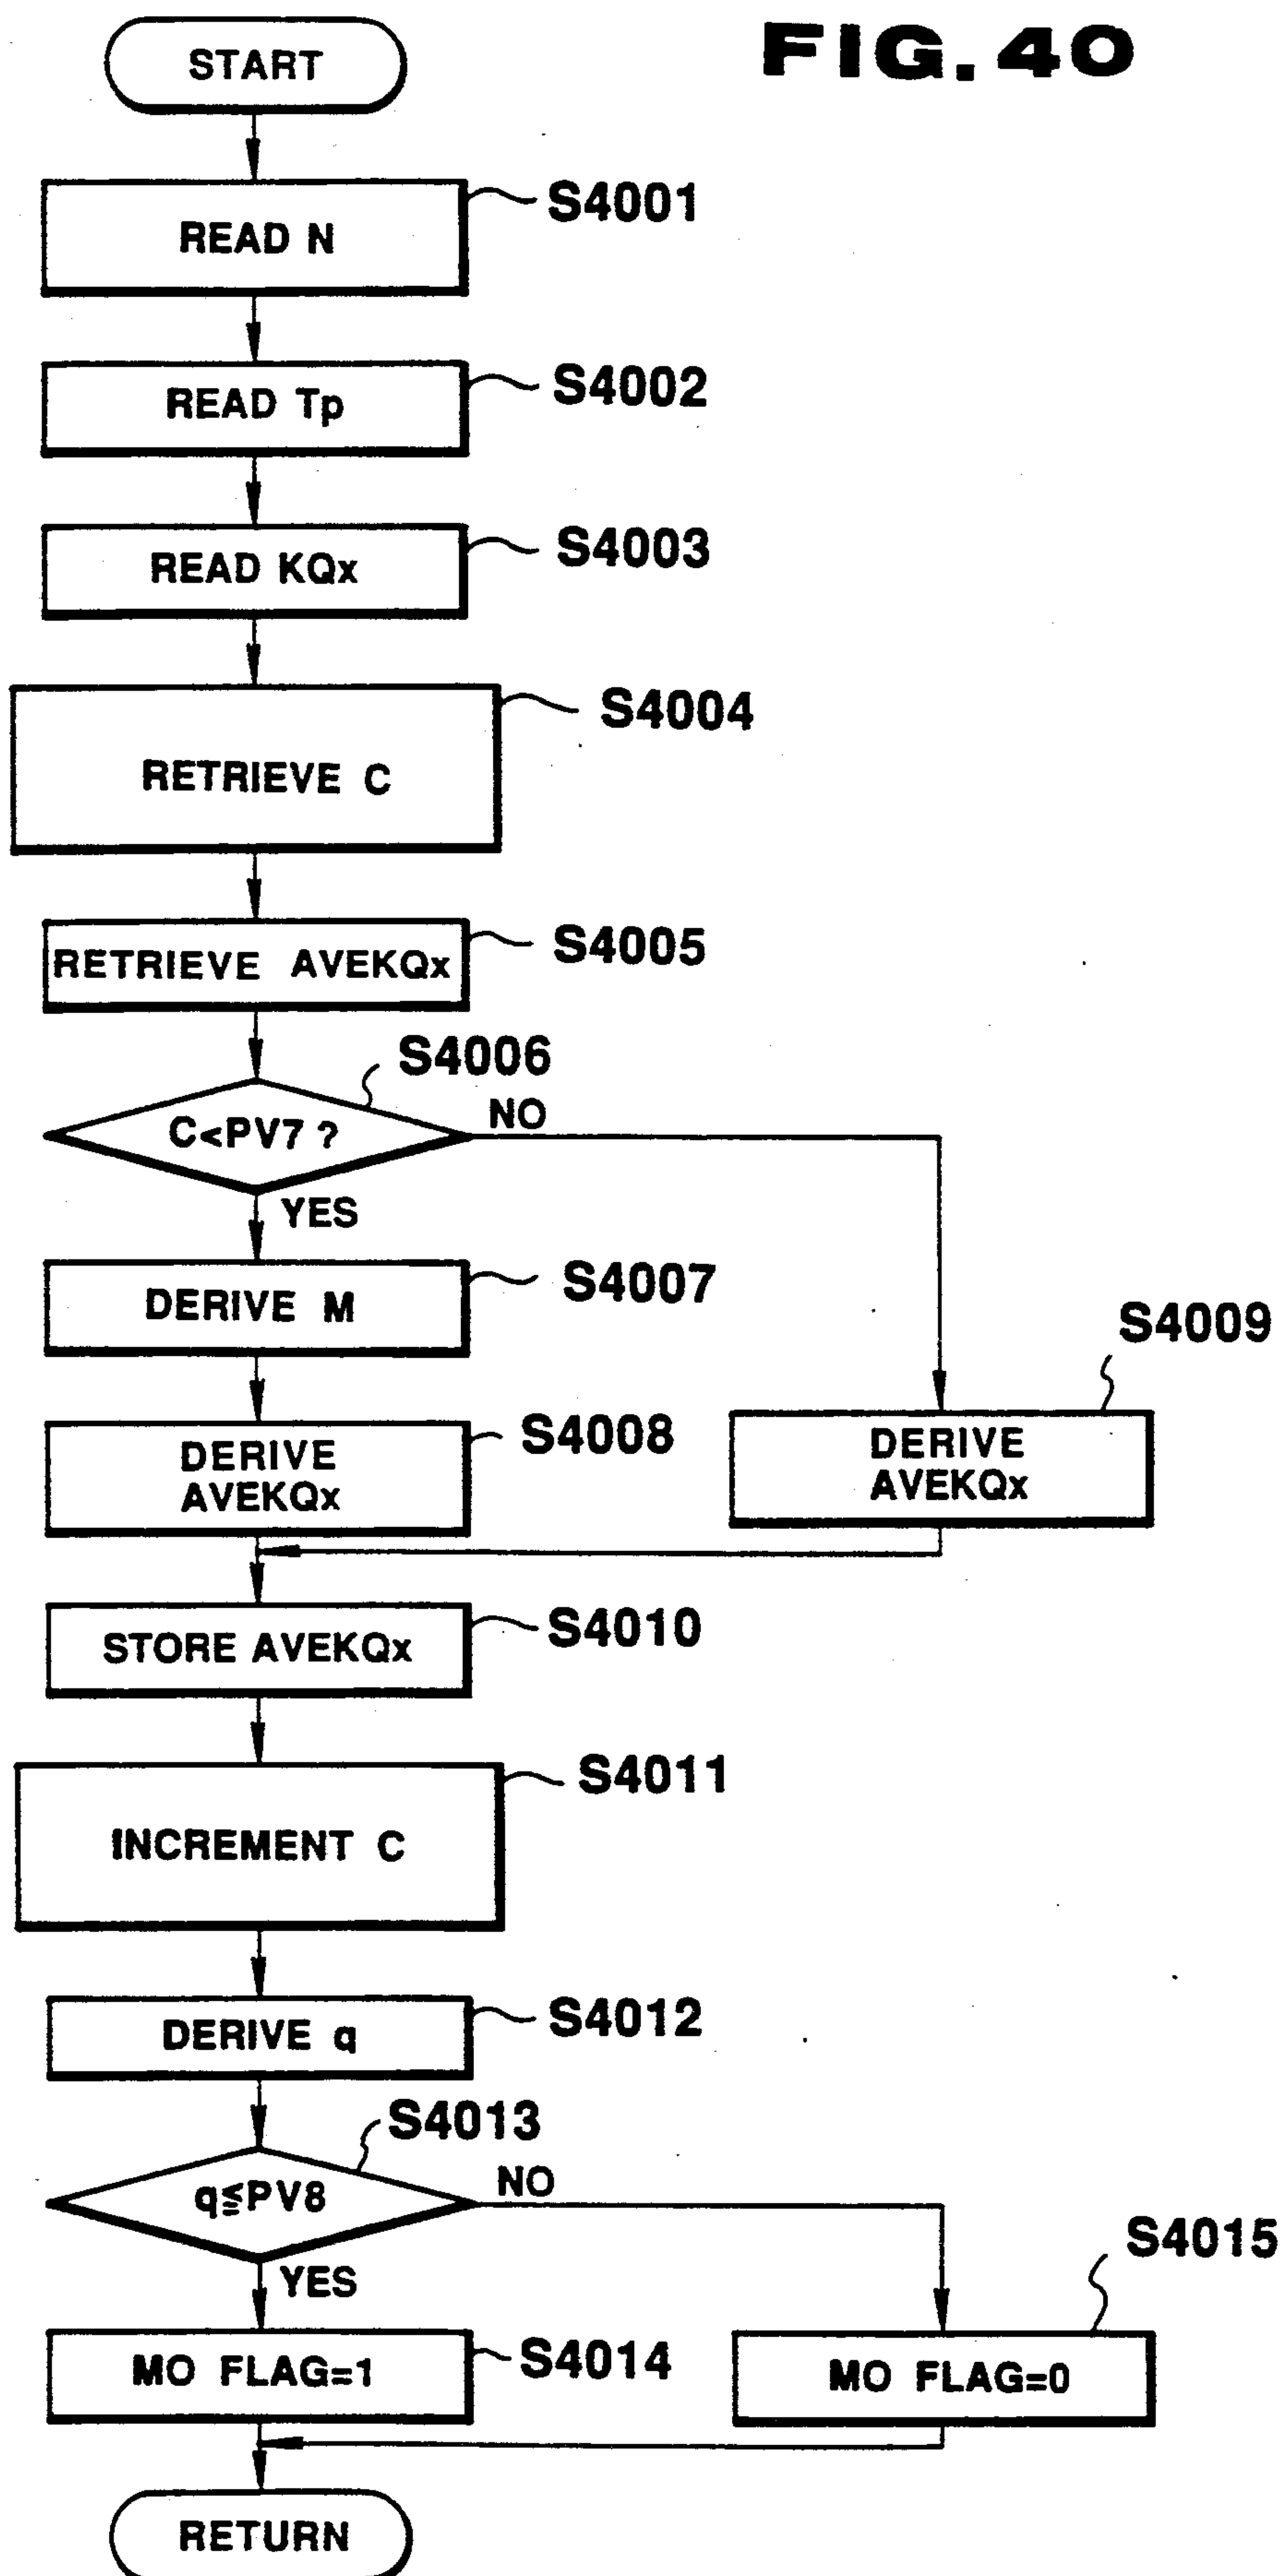 FIG. 40
START
S4001
READ N
S4002
READ Tp
S4003
READ KQx
S4004
RETRIEVE C
S4005
RETRIEVE AVEKQx
S4006
C<PV7 ?
NO
YES
S4007
DERIVE M
S4009
S4008
DERIVE
AVEKQx
DERIVE
AVEKQx
S4010
STORE AVEKQx
S4011
INCREMENT C
S4012
DERIVE q
S4013
q≦PV8
NO
YES
S4015
S4014
MO FLAG=1
MO FLAG=0
RETURN